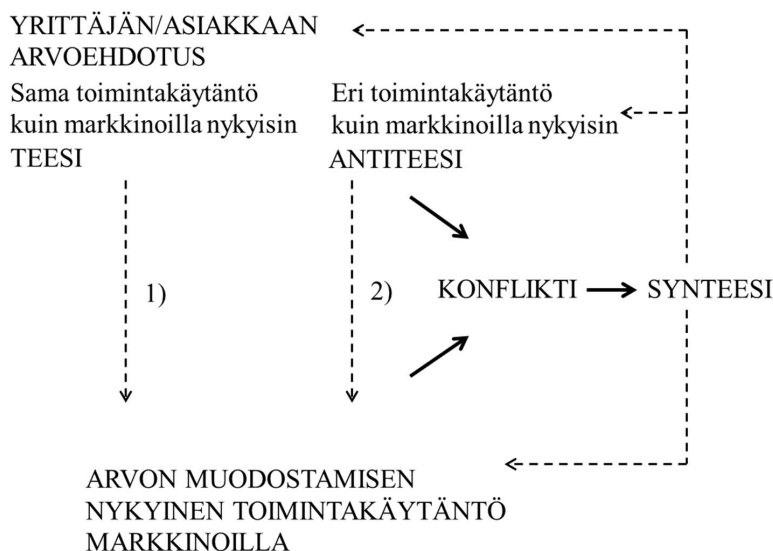 YRITTÄJÄN/ASIAKKAAN
ARVOEHDOTUS
Sama toimintakäytäntö
kuin markkinoilla nykyisin
TEESI
Eri toimintakäytäntö
kuin markkinoilla nykyisin
ANTITEESI
1)
2)
KONFLIKTI
SYNTEESI
ARVON MUODOSTAMISEN
NYKYINEN TOIMINTAKÄYTÄNTÖ
MARKKINOILLA